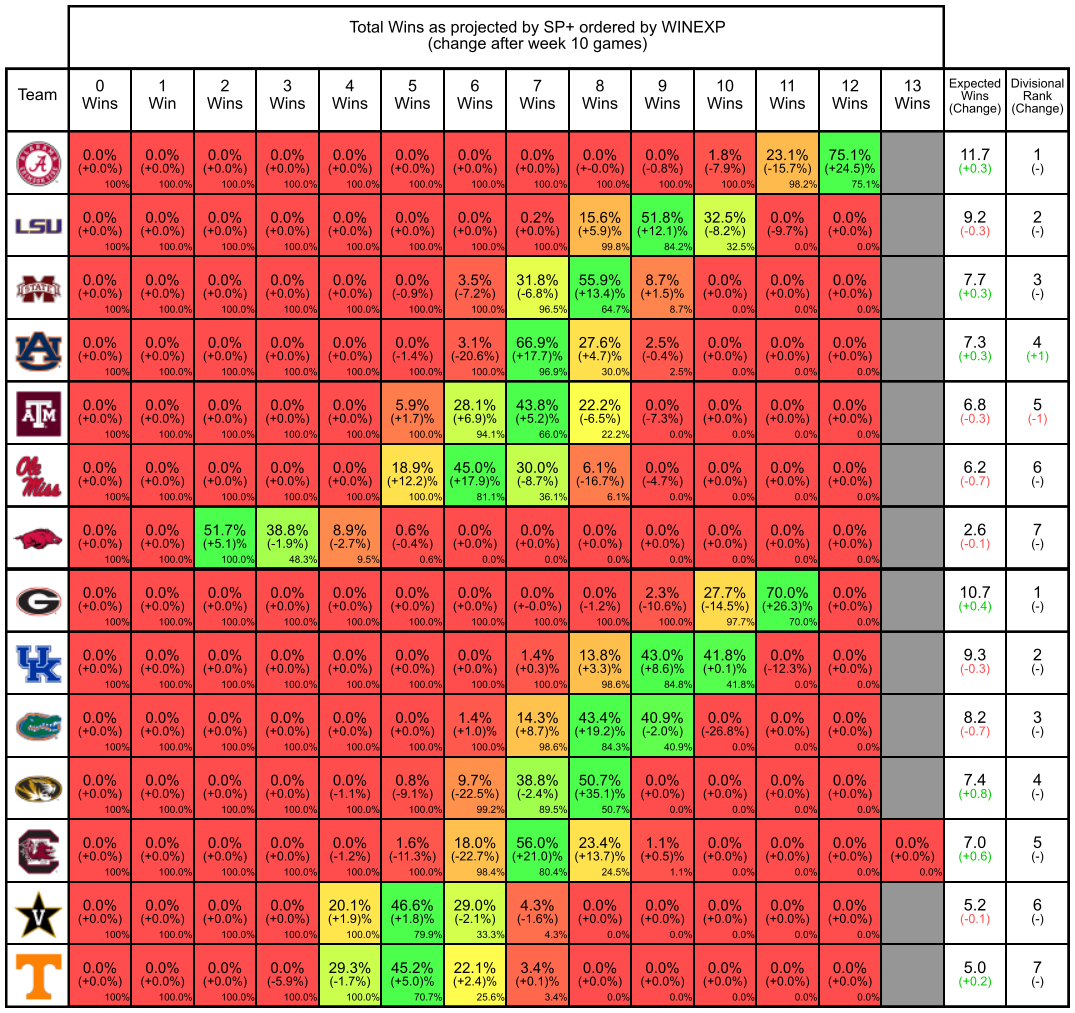 Total Wins as projected by SP+ ordered by WINEXP
(change after week 10 games)
Team 0 Wins 1 Win 2 Wins 3 Wins 4 Wins 5 Wins 6 Wins 7 Wins 8 Wins 9 Wins 10 Wins 11 Wins 12 Wins 13 Wins Expected Wins (Change) Divisional Rank (Change)
A 0.0% 0.0% 0.0% 0.0% 0.0% 0.0% 0.0% 0.0% 0.0% 0.0% 1.8% 23.1% 75.1% 11.7 1
(+0.0%) (+0.0%) (+0.0%) (+0.0%) (+0.0%) (+0.0%) (+0.0%) (+0.0%) (+-0.0%) (-0.8%) (-7.9%) (-15.7%) (+24.5)% (+0.3) (-)
100% 100.0% 100.0% 100.0% 100.0% 100.0% 100.0% 100.0% 100.0% 100.0% 100.0% 98.2% 75.1%
LSU 0.0% 0.0% 0.0% 0.0% 0.0% 0.0% 0.0% 0.2% 15.6% 51.8% 32.5% 0.0% 0.0% 9.2 2
(+0.0%) (+0.0%) (+0.0%) (+0.0%) (+0.0%) (+0.0%) (+0.0%) (+0.0%) (+5.9)% (+12.1)% (-8.2%) (-9.7%) (+0.0%) (-0.3) (-)
100% 100.0% 100.0% 100.0% 100.0% 100.0% 100.0% 100.0% 99.8% 84.2% 32.5% 0.0% 0.0%
STATE 0.0% 0.0% 0.0% 0.0% 0.0% 0.0% 3.5% 31.8% 55.9% 8.7% 0.0% 0.0% 0.0% 7.7 3
(+0.0%) (+0.0%) (+0.0%) (+0.0%) (+0.0%) (-0.9%) (-7.2%) (-6.8%) (+13.4)% (+1.5)% (+0.0%) (+0.0%) (+0.0%) (+0.3) (-)
100% 100.0% 100.0% 100.0% 100.0% 100.0% 100.0% 96.5% 64.7% 8.7% 0.0% 0.0% 0.0%
AU 0.0% 0.0% 0.0% 0.0% 0.0% 0.0% 3.1% 66.9% 27.6% 2.5% 0.0% 0.0% 0.0% 7.3 4
(+0.0%) (+0.0%) (+0.0%) (+0.0%) (+0.0%) (-1.4%) (-20.6%) (+17.7)% (+4.7)% (-0.4%) (+0.0%) (+0.0%) (+0.0%) (+0.3) (+1)
100% 100.0% 100.0% 100.0% 100.0% 100.0% 100.0% 96.9% 30.0% 2.5% 0.0% 0.0% 0.0%
ATM 0.0% 0.0% 0.0% 0.0% 0.0% 5.9% 28.1% 43.8% 22.2% 0.0% 0.0% 0.0% 0.0% 6.8 5
(+0.0%) (+0.0%) (+0.0%) (+0.0%) (+0.0%) (+1.7)% (+6.9)% (+5.2)% (-6.5%) (-7.3%) (+0.0%) (+0.0%) (+0.0%) (-0.3) (-1)
100% 100.0% 100.0% 100.0% 100.0% 100.0% 94.1% 66.0% 22.2% 0.0% 0.0% 0.0% 0.0%
Ole Miss 0.0% 0.0% 0.0% 0.0% 0.0% 18.9% 45.0% 30.0% 6.1% 0.0% 0.0% 0.0% 0.0% 6.2 6
(+0.0%) (+0.0%) (+0.0%) (+0.0%) (+0.0%) (+12.2)% (+17.9)% (-8.7%) (-16.7%) (-4.7%) (+0.0%) (+0.0%) (+0.0%) (-0.7) (-)
100% 100.0% 100.0% 100.0% 100.0% 100.0% 81.1% 36.1% 6.1% 0.0% 0.0% 0.0% 0.0%
0.0% 0.0% 51.7% 38.8% 8.9% 0.6% 0.0% 0.0% 0.0% 0.0% 0.0% 0.0% 0.0% 2.6 7
(+0.0%) (+0.0%) (+5.1)% (-1.9%) (-2.7%) (-0.4%) (+0.0%) (+0.0%) (+0.0%) (+0.0%) (+0.0%) (+0.0%) (+0.0%) (-0.1) (-)
100% 100.0% 100.0% 48.3% 9.5% 0.6% 0.0% 0.0% 0.0% 0.0% 0.0% 0.0% 0.0%
G 0.0% 0.0% 0.0% 0.0% 0.0% 0.0% 0.0% 0.0% 0.0% 2.3% 27.7% 70.0% 0.0% 10.7 1
(+0.0%) (+0.0%) (+0.0%) (+0.0%) (+0.0%) (+0.0%) (+0.0%) (+-0.0%) (-1.2%) (-10.6%) (-14.5%) (+26.3)% (+0.0%) (+0.4) (-)
100% 100.0% 100.0% 100.0% 100.0% 100.0% 100.0% 100.0% 100.0% 100.0% 97.7% 70.0% 0.0%
UK 0.0% 0.0% 0.0% 0.0% 0.0% 0.0% 0.0% 1.4% 13.8% 43.0% 41.8% 0.0% 0.0% 9.3 2
(+0.0%) (+0.0%) (+0.0%) (+0.0%) (+0.0%) (+0.0%) (+0.0%) (+0.3)% (+3.3)% (+8.6)% (+0.1)% (-12.3%) (+0.0%) (-0.3) (-)
100% 100.0% 100.0% 100.0% 100.0% 100.0% 100.0% 100.0% 98.6% 84.8% 41.8% 0.0% 0.0%
0.0% 0.0% 0.0% 0.0% 0.0% 0.0% 1.4% 14.3% 43.4% 40.9% 0.0% 0.0% 0.0% 8.2 3
(+0.0%) (+0.0%) (+0.0%) (+0.0%) (+0.0%) (+0.0%) (+1.0)% (+8.7)% (+19.2)% (-2.0%) (-26.8%) (+0.0%) (+0.0%) (-0.7) (-)
100% 100.0% 100.0% 100.0% 100.0% 100.0% 100.0% 98.6% 84.3% 40.9% 0.0% 0.0% 0.0%
0.0% 0.0% 0.0% 0.0% 0.0% 0.8% 9.7% 38.8% 50.7% 0.0% 0.0% 0.0% 0.0% 7.4 4
(+0.0%) (+0.0%) (+0.0%) (+0.0%) (-1.1%) (-9.1%) (-22.5%) (-2.4%) (+35.1)% (+0.0%) (+0.0%) (+0.0%) (+0.0%) (+0.8) (-)
100% 100.0% 100.0% 100.0% 100.0% 100.0% 99.2% 89.5% 50.7% 0.0% 0.0% 0.0% 0.0%
C 0.0% 0.0% 0.0% 0.0% 0.0% 1.6% 18.0% 56.0% 23.4% 1.1% 0.0% 0.0% 0.0% 0.0% 7.0 5
(+0.0%) (+0.0%) (+0.0%) (+0.0%) (-1.2%) (-11.3%) (-22.7%) (+21.0)% (+13.7)% (+0.5)% (+0.0%) (+0.0%) (+0.0%) (+0.0%) (+0.6) (-)
100% 100.0% 100.0% 100.0% 100.0% 100.0% 98.4% 80.4% 24.5% 1.1% 0.0% 0.0% 0.0% 0.0%
V 0.0% 0.0% 0.0% 0.0% 20.1% 46.6% 29.0% 4.3% 0.0% 0.0% 0.0% 0.0% 0.0% 5.2 6
(+0.0%) (+0.0%) (+0.0%) (+0.0%) (+1.9)% (+1.8)% (-2.1%) (-1.6%) (+0.0%) (+0.0%) (+0.0%) (+0.0%) (+0.0%) (-0.1) (-)
100% 100.0% 100.0% 100.0% 100.0% 79.9% 33.3% 4.3% 0.0% 0.0% 0.0% 0.0% 0.0%
T 0.0% 0.0% 0.0% 0.0% 29.3% 45.2% 22.1% 3.4% 0.0% 0.0% 0.0% 0.0% 0.0% 5.0 7
(+0.0%) (+0.0%) (+0.0%) (-5.9%) (-1.7%) (+5.0)% (+2.4)% (+0.1)% (+0.0%) (+0.0%) (+0.0%) (+0.0%) (+0.0%) (+0.2) (-)
100% 100.0% 100.0% 100.0% 100.0% 70.7% 25.6% 3.4% 0.0% 0.0% 0.0% 0.0% 0.0%